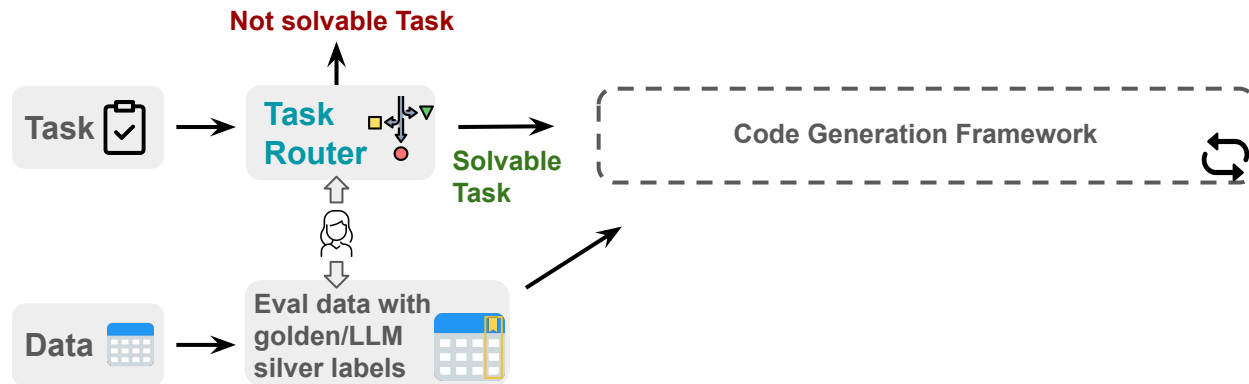 Not solvable Task
Task
Task
Router
Solvable
Task
Code Generation Framework
Data
Eval data with
golden/LLM
silver labels